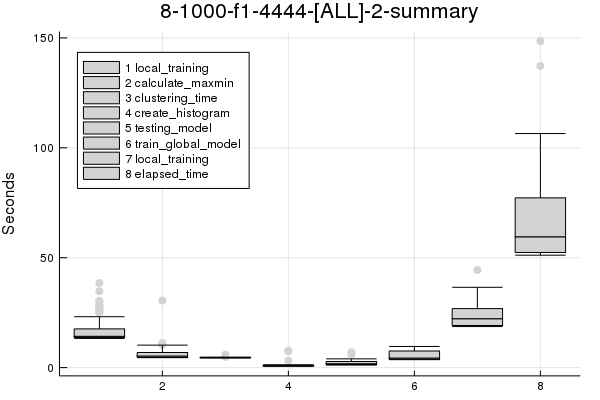 8-1000-f1-4444-[ALL]-2-summary
150
1 local_training
2 calculate_maxmin
3 clustering_time
4 create_histogram
5 testing_model
6 train_global_model
7 local_training
8 elapsed_time
100
Seconds
50
0
2 4 6 8